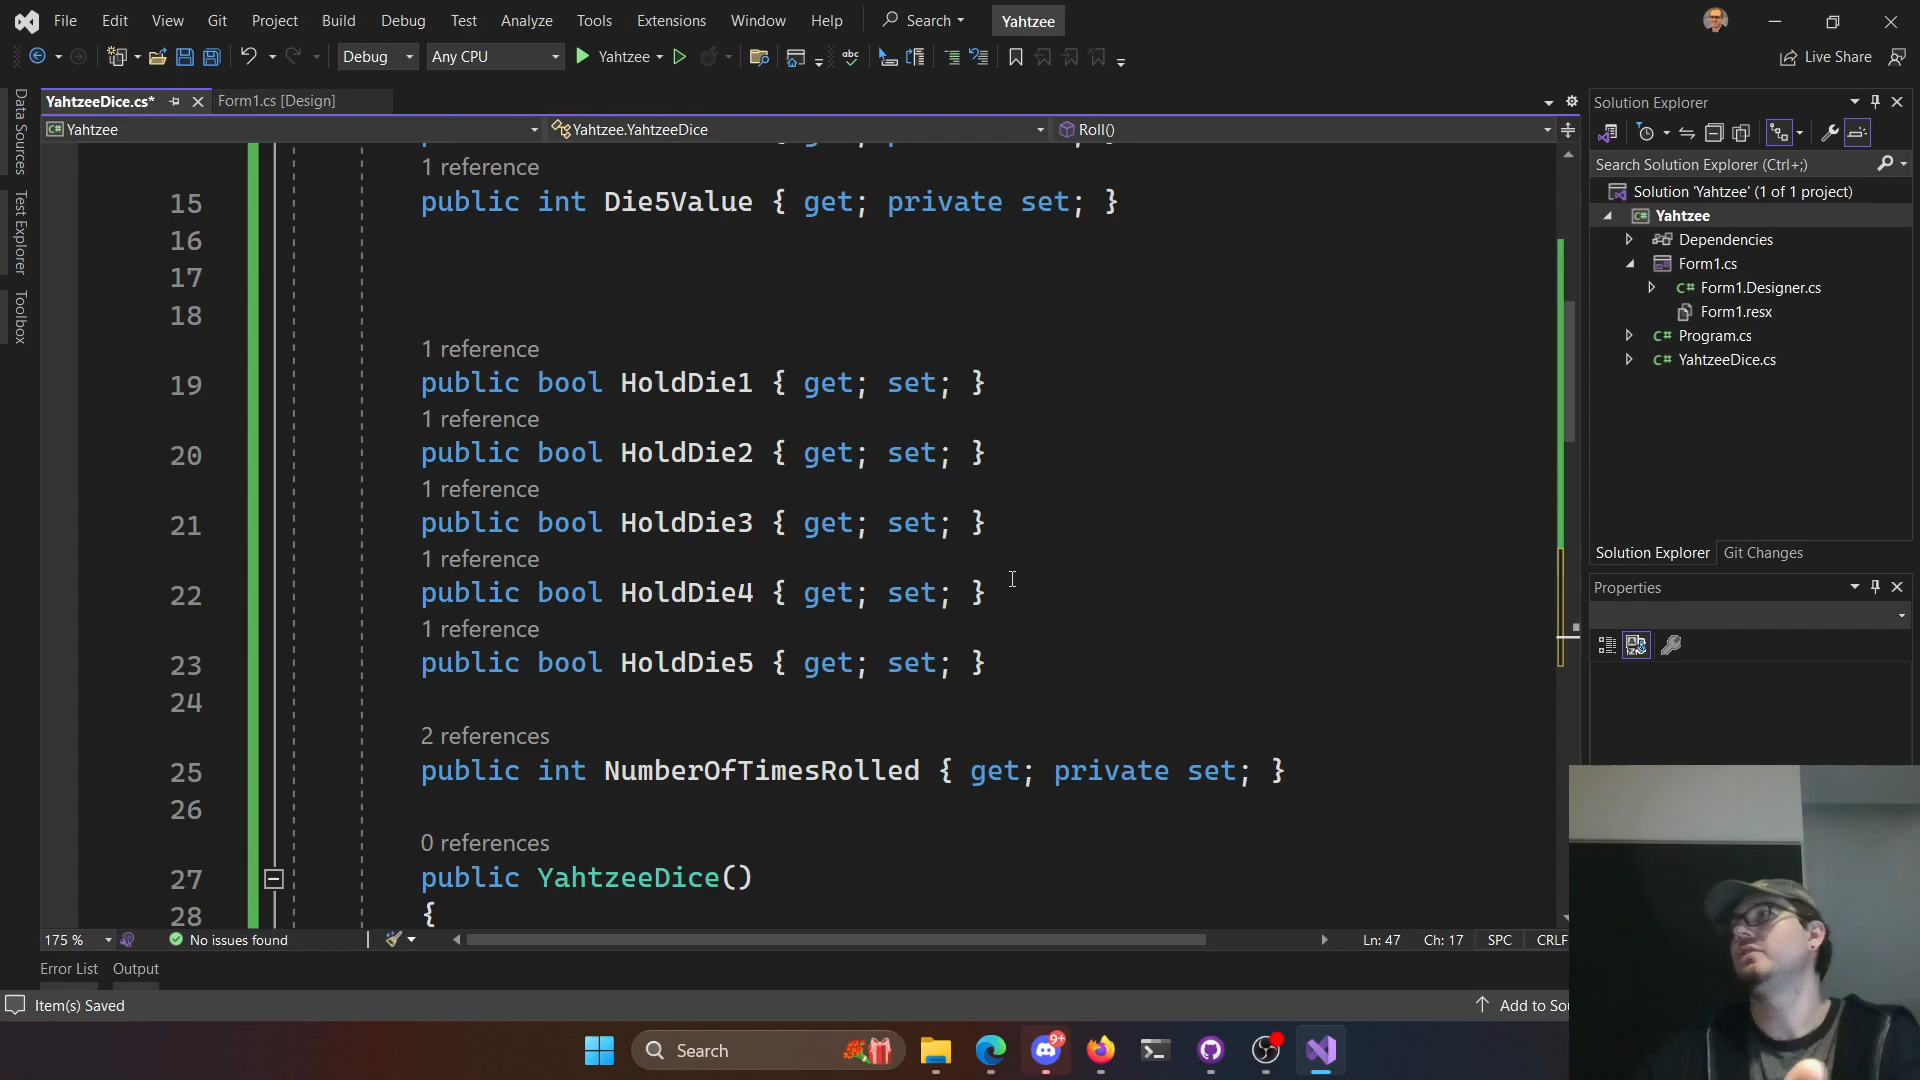 File Edit View Git Project Build Debug Test Analyze Tools Extensions Window Help Search Yahtzee
Debug Any CPU Yahtzee Live Share
YahtzeeDice.cs* Form1.cs [Design]
Yahtzee Yahtzee.YahtzeeDice Roll()
Data Sources
Test Explorer
Toolbox
1 reference
15 public int Die5Value { get; private set; }
16
17
18
1 reference
19 public bool HoldDie1 { get; set; }
1 reference
20 public bool HoldDie2 { get; set; }
1 reference
21 public bool HoldDie3 { get; set; }
1 reference
22 public bool HoldDie4 { get; set; }
1 reference
23 public bool HoldDie5 { get; set; }
24
2 references
25 public int NumberOfTimesRolled { get; private set; }
26
0 references
27 public YahtzeeDice()
28 {
175 % No issues found Ln: 47 Ch: 17 SPC CRLF
Error List Output
Item(s) Saved Add to Sou
Solution Explorer
Search Solution Explorer (Ctrl+;)
Solution 'Yahtzee' (1 of 1 project)
C# Yahtzee
Dependencies
Form1.cs
C# Form1.Designer.cs
Form1.resx
C# Program.cs
C# YahtzeeDice.cs
Solution Explorer Git Changes
Properties
Search
9+